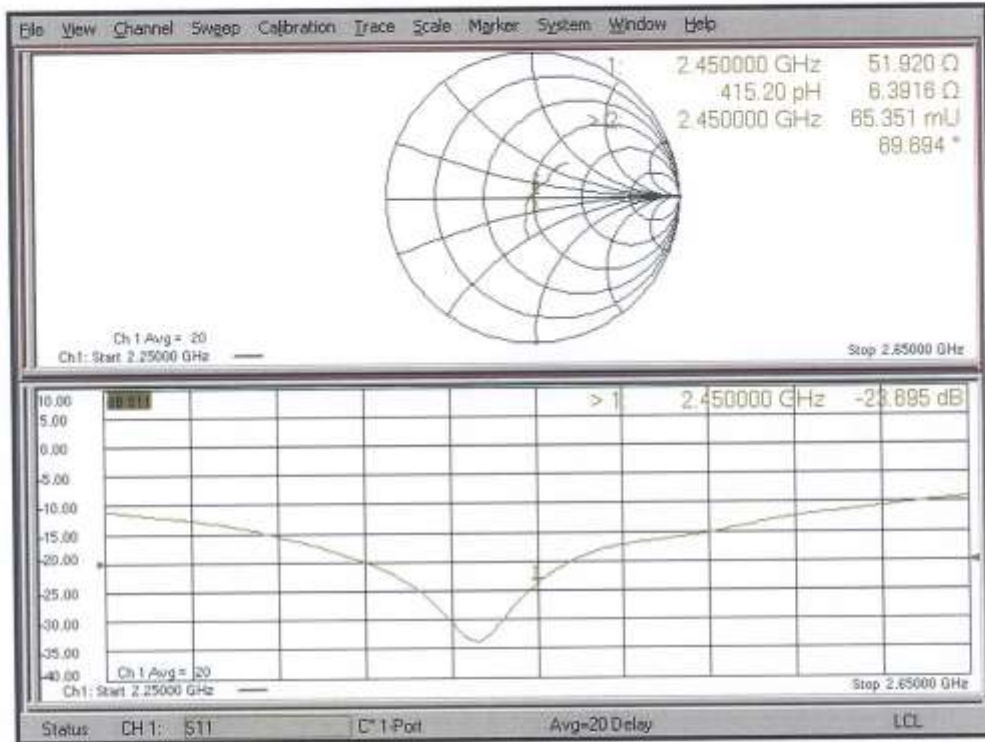 File View Channel Sweep Calibration Trace Scale Marker System Window Help
1: 2.450000 GHz 51.920 Ω
415.20 pH 6.3916 Ω
> 2: 2.450000 GHz 65.351 mU
69.694 °
Ch 1 Avg = 20
Ch1: Start 2.25000 GHz Stop 2.65000 GHz
10.00 > 1: 2.450000 GHz -23.695 dB
5.00
0.00
-5.00
-10.00
-15.00
-20.00
-25.00
-30.00
-35.00
-40.00
1
Ch 1 Avg = 20
Ch1: Start 2.25000 GHz Stop 2.65000 GHz
Status CH 1: S11 C* 1-Port Avg=20 Delay LCL